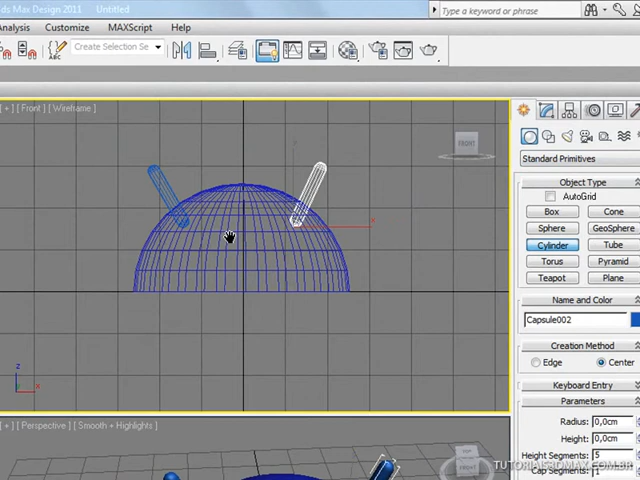 ds Max Design 2011    Untitled
Type a keyword or phrase
Analysis    Customize    MAXScript    Help
Create Selection Se
[ + ] [ Front ] [ Wireframe ]
FRONT
x
z
x
Standard Primitives
Object Type
AutoGrid
Box    Cone
Sphere    GeoSphere
Cylinder    Tube
Torus    Pyramid
Teapot    Plane
Name and Color
Capsule002
Creation Method
Edge    Center
Keyboard Entry
Parameters
Radius: 0,0cm
Height: 0,0cm
Height Segments: 5
Cap Segments: 1
+ ] [ Perspective ] [ Smooth + Highlights ]
TOP
FRONT
TUTORIAIS3DMAX.COM.BR